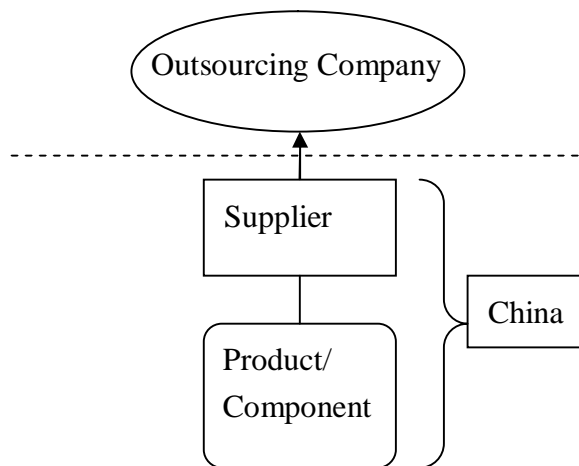 Outsourcing Company
Supplier
China
Product/
Component